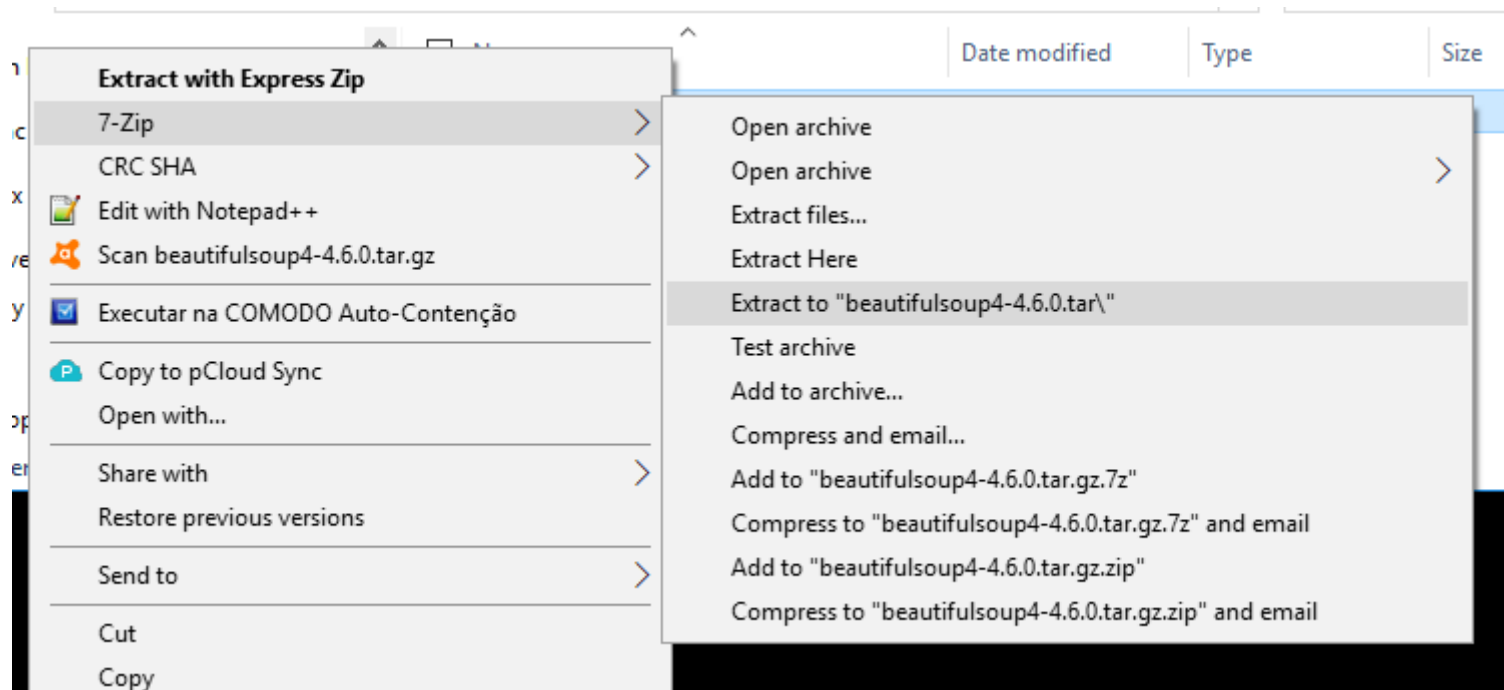 Date modified
Type
Size
Extract with Express Zip
7-Zip
CRC SHA
Edit with Notepad++
Scan beautifulsoup4-4.6.0.tar.gz
Executar na COMODO Auto-Contenção
Copy to pCloud Sync
Open with...
Share with
Restore previous versions
Send to
Cut
Copy
Open archive
Open archive
Extract files...
Extract Here
Extract to "beautifulsoup4-4.6.0.tar\"
Test archive
Add to archive...
Compress and email...
Add to "beautifulsoup4-4.6.0.tar.gz.7z"
Compress to "beautifulsoup4-4.6.0.tar.gz.7z" and email
Add to "beautifulsoup4-4.6.0.tar.gz.zip"
Compress to "beautifulsoup4-4.6.0.tar.gz.zip" and email